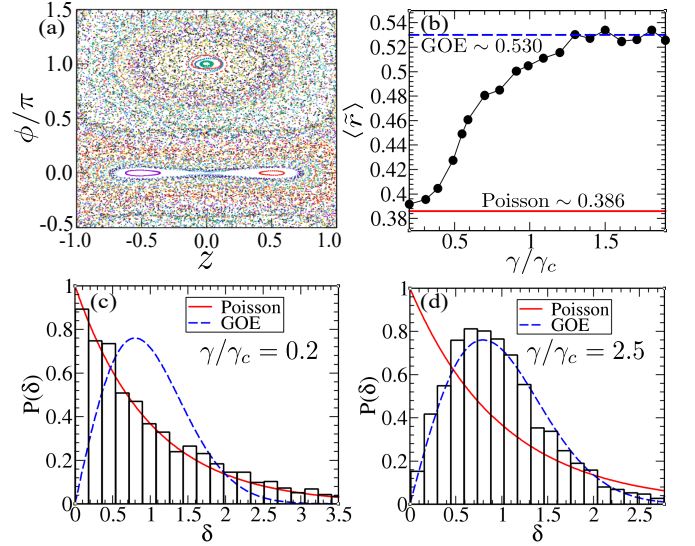 (a)
1.5
1.0
0.5
0.0
-0.5
ϕ/π
-1.0 -0.5 0.0 0.5 1.0
z
(b)
0.54
0.52
0.5
0.48
0.46
0.44
0.42
0.4
0.38
⟨r̃⟩
GOE ~ 0.530
Poisson ~ 0.386
0.5 1 1.5
γ/γc
(c)
1
0.8
0.6
0.4
0.2
0
P(δ)
Poisson
GOE
γ/γc = 0.2
0 0.5 1 1.5 2 2.5 3 3.5
δ
(d)
1
0.8
0.6
0.4
0.2
0
P(δ)
Poisson
GOE
γ/γc = 2.5
0 0.5 1 1.5 2 2.5
δ